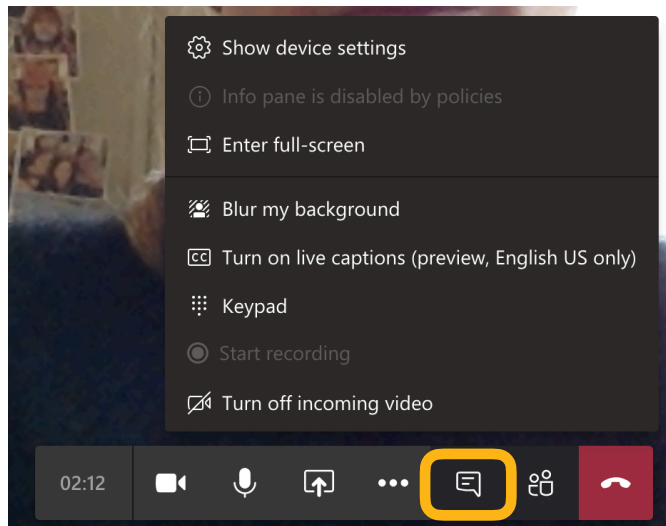 Show device settings
Info pane is disabled by policies
Enter full-screen
Blur my background
CC Turn on live captions (preview, English US only)
Keypad
Start recording
Turn off incoming video
02:12